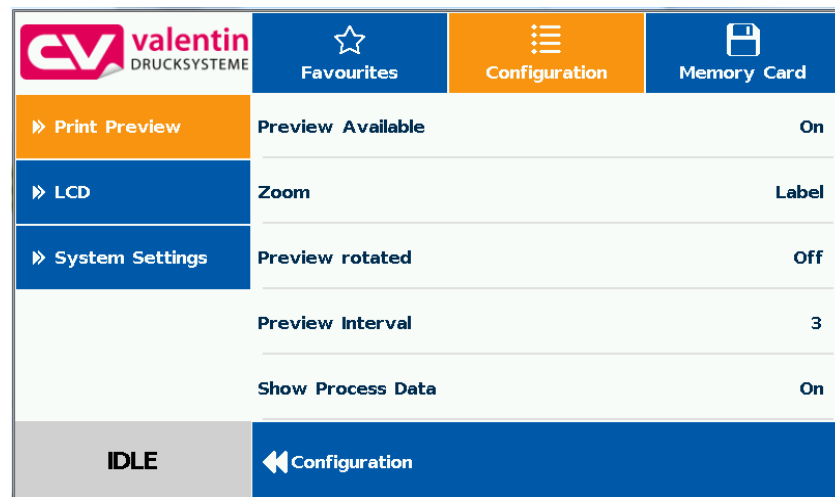 CV valentin
DRUCKSYSTEME
Favourites
Configuration
Memory Card
Print Preview
Preview Available On
LCD
Zoom Label
System Settings
Preview rotated Off
Preview Interval 3
Show Process Data On
IDLE
Configuration